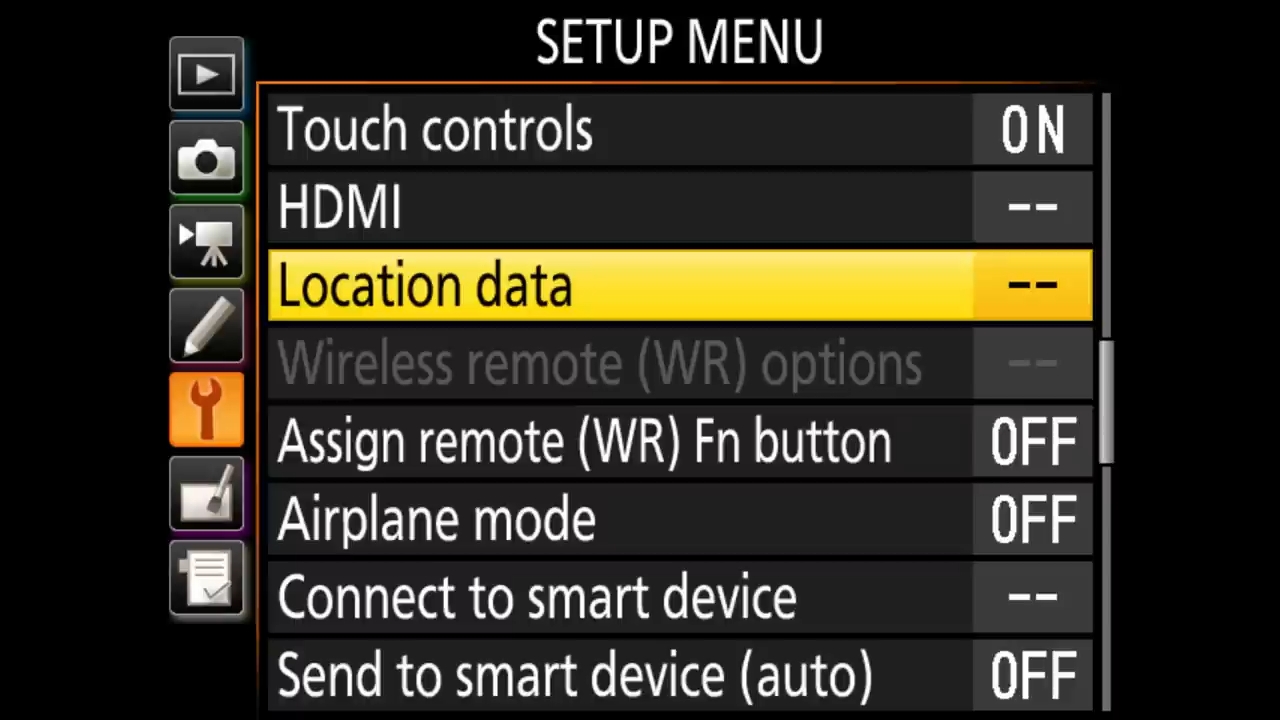 SETUP MENU
Touch controls ON
HDMI --
Location data --
Wireless remote (WR) options --
Assign remote (WR) Fn button OFF
Airplane mode OFF
Connect to smart device --
Send to smart device (auto) OFF